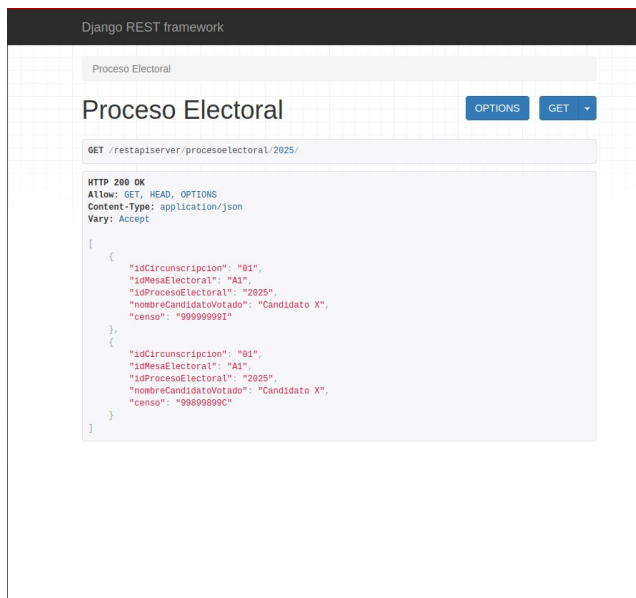 Django REST framework
Proceso Electoral
Proceso Electoral
OPTIONS
GET
GET /restapiserver/procesoelectoral/2025/
HTTP 200 OK
Allow: GET, HEAD, OPTIONS
Content-Type: application/json
Vary: Accept
[
    {
        "idCircunscripcion": "01",
        "idMesaElectoral": "A1",
        "idProcesoElectoral": "2025",
        "nombreCandidatoVotado": "Candidato X",
        "censo": "99999999I"
    },
    {
        "idCircunscripcion": "01",
        "idMesaElectoral": "A1",
        "idProcesoElectoral": "2025",
        "nombreCandidatoVotado": "Candidato X",
        "censo": "99899899C"
    }
]